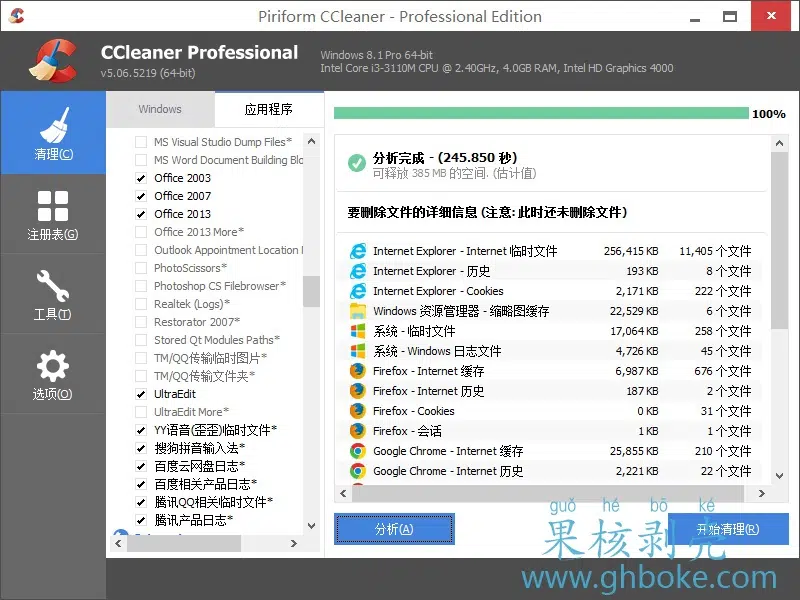 Piriform CCleaner - Professional Edition
CCleaner Professional
v5.06.5219 (64-bit)
Windows 8.1 Pro 64-bit
Intel Core i3-3110M CPU @ 2.40GHz, 4.0GB RAM, Intel HD Graphics 4000
清理(C)
注册表(G)
工具(T)
选项(O)
Windows
应用程序
MS Visual Studio Dump Files*
MS Word Document Building Blo
Office 2003
Office 2007
Office 2013
Office 2013 More*
Outlook Appointment Location
PhotoScissors*
Photoshop CS Filebrowser*
Realtek (Logs)*
Restorator 2007*
Stored Qt Modules Paths*
TM/QQ传输临时图片*
TM/QQ传输文件夹*
UltraEdit
UltraEdit More*
YY语音(歪歪)临时文件*
搜狗拼音输入法*
百度云网盘日志*
百度相关产品日志*
腾讯QQ相关临时文件*
腾讯产品日志*
100%
分析完成 - (245.850 秒)
可释放 385 MB 的空间. (估计值)
要删除文件的详细信息 (注意: 此时还未删除文件)
Internet Explorer - Internet 临时文件 256,415 KB 11,405 个文件
Internet Explorer - 历史 193 KB 8 个文件
Internet Explorer - Cookies 2,171 KB 222 个文件
Windows 资源管理器 - 缩略图缓存 22,529 KB 6 个文件
系统 - 临时文件 17,064 KB 258 个文件
系统 - Windows 日志文件 4,726 KB 45 个文件
Firefox - Internet 缓存 6,987 KB 676 个文件
Firefox - Internet 历史 187 KB 2 个文件
Firefox - Cookies 0 KB 31 个文件
Firefox - 会话 1 KB 1 个文件
Google Chrome - Internet 缓存 25,855 KB 210 个文件
Google Chrome - Internet 历史 2,221 KB 22 个文件
分析(A)
开始清理(R)
guǒ hé bō ké
果核剥壳
www.ghboke.com